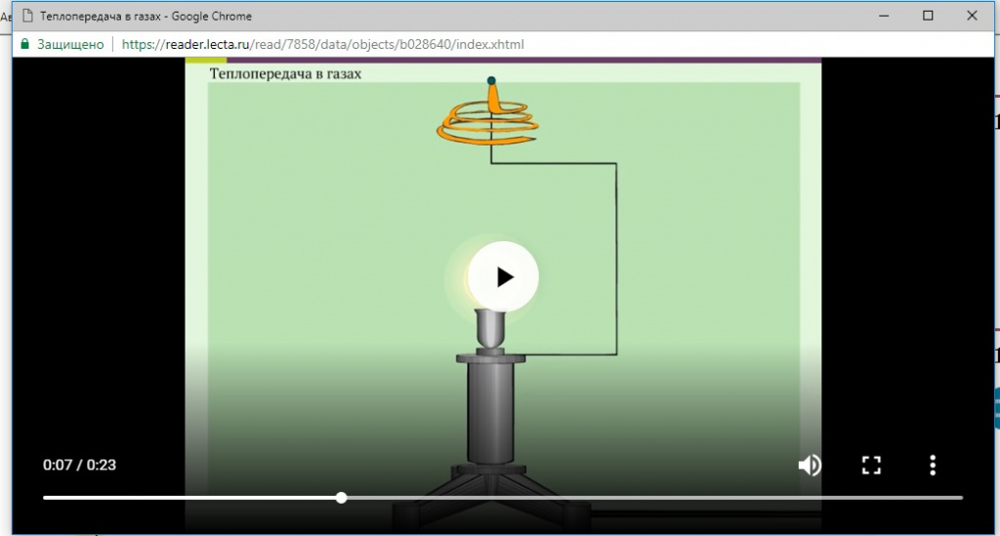 Теплопередача в газах - Google Chrome
Защищено https://reader.lecta.ru/read/7858/data/objects/b028640/index.xhtml
Теплопередача в газах
0:07 / 0:23